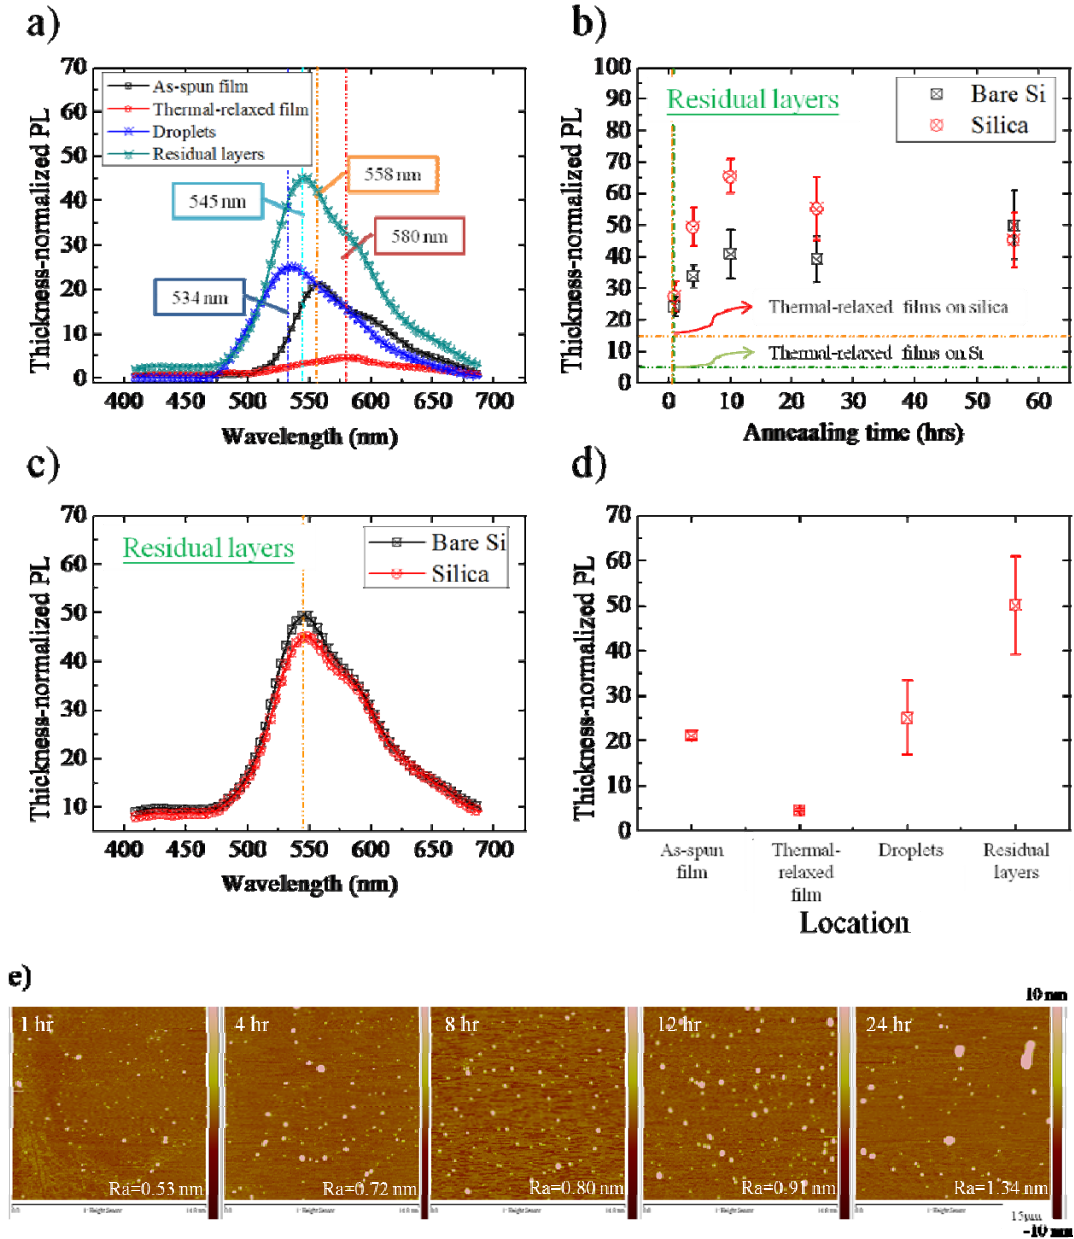 a)
Thickness-normalized PL
70
60
50
40
30
20
10
0
As-spun film
Thermal-relaxed film
Droplets
Residual layers
545 nm
558 nm
580 nm
534 nm
400 450 500 550 600 650 700
Wavelength (nm)
b)
Thickness-normalized PL
100
90
80
70
60
50
40
30
20
10
0
Residual layers
Bare Si
Silica
Thermal-relaxed films on silica
Thermal-relaxed films on Si
0 10 20 30 40 50 60
Annealing time (hrs)
c)
Thickness-normalized PL
70
60
50
40
30
20
10
Residual layers
Bare Si
Silica
400 450 500 550 600 650 700
Wavelength (nm)
d)
Thickness-normalized PL
70
60
50
40
30
20
10
0
As-spun film
Thermal-relaxed film
Droplets
Residual layers
Location
e)
10 nm
1 hr
4 hr
8 hr
12 hr
24 hr
Ra=0.53 nm
Ra=0.72 nm
Ra=0.80 nm
Ra=0.91 nm
Ra=1.34 nm
15μm
-10 nm